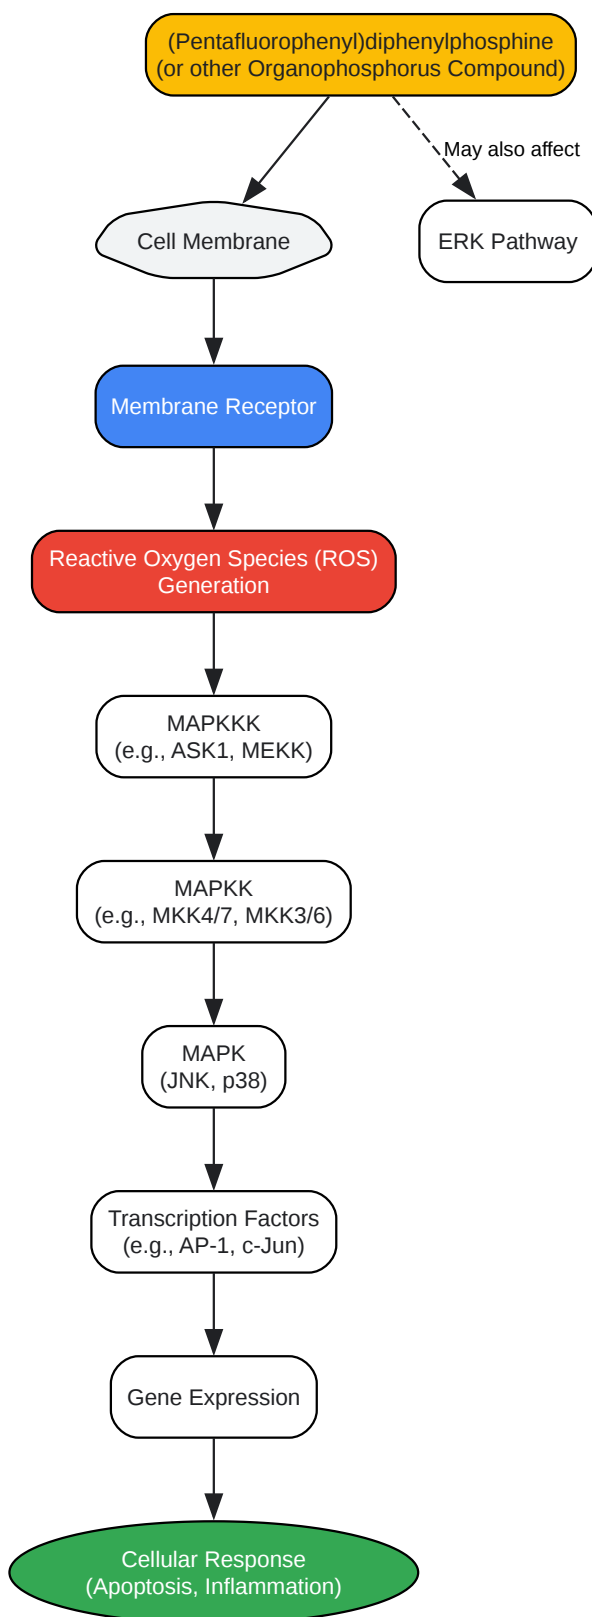 (Pentafluorophenyl)diphenylphosphine
(or other Organophosphorus Compound)
May also affect
Cell Membrane
ERK Pathway
Membrane Receptor
Reactive Oxygen Species (ROS)
Generation
MAPKKK
(e.g., ASK1, MEKK)
MAPKK
(e.g., MKK4/7, MKK3/6)
MAPK
(JNK, p38)
Transcription Factors
(e.g., AP-1, c-Jun)
Gene Expression
Cellular Response
(Apoptosis, Inflammation)